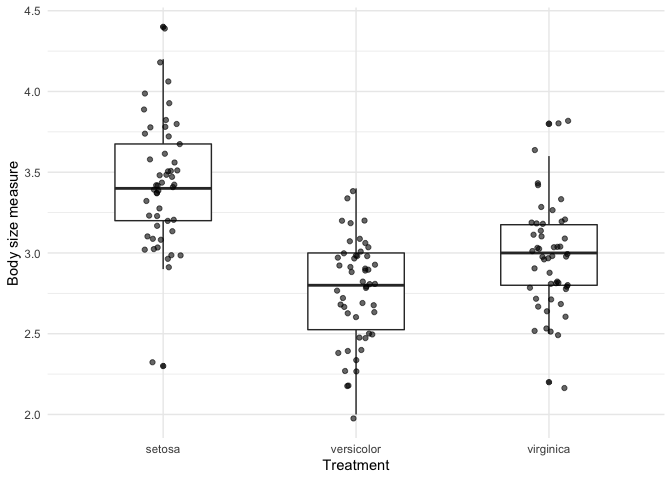 4.5
4.0
3.5
3.0
2.5
2.0
Body size measure
setosa
versicolor
virginica
Treatment